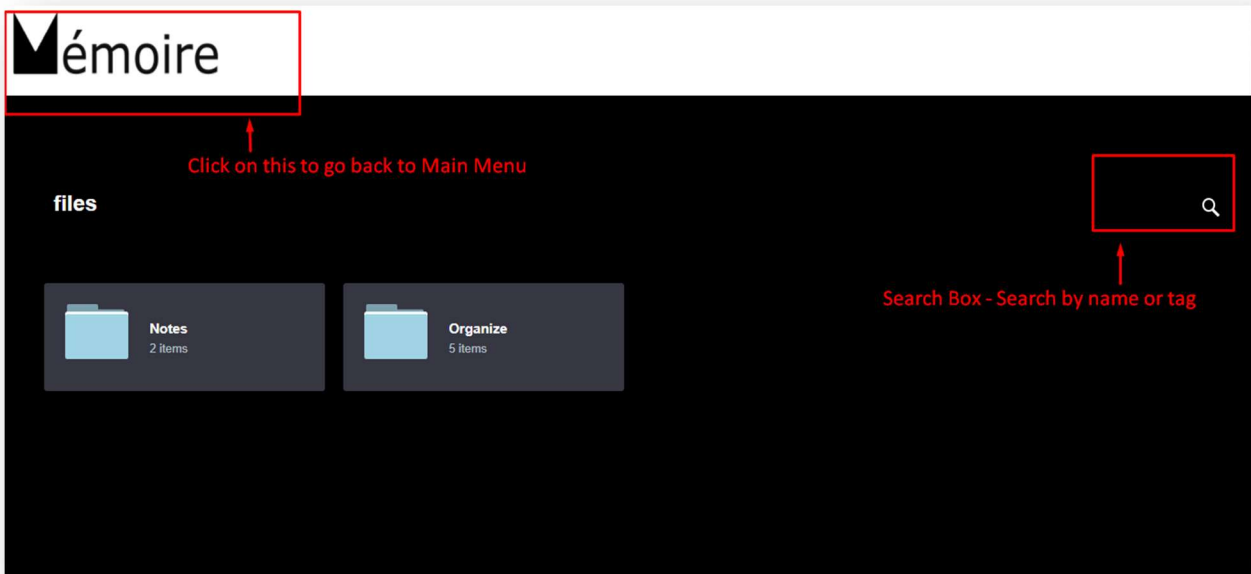 Mémoire
Click on this to go back to Main Menu
files
Search Box - Search by name or tag
Notes
2 items
Organize
5 items